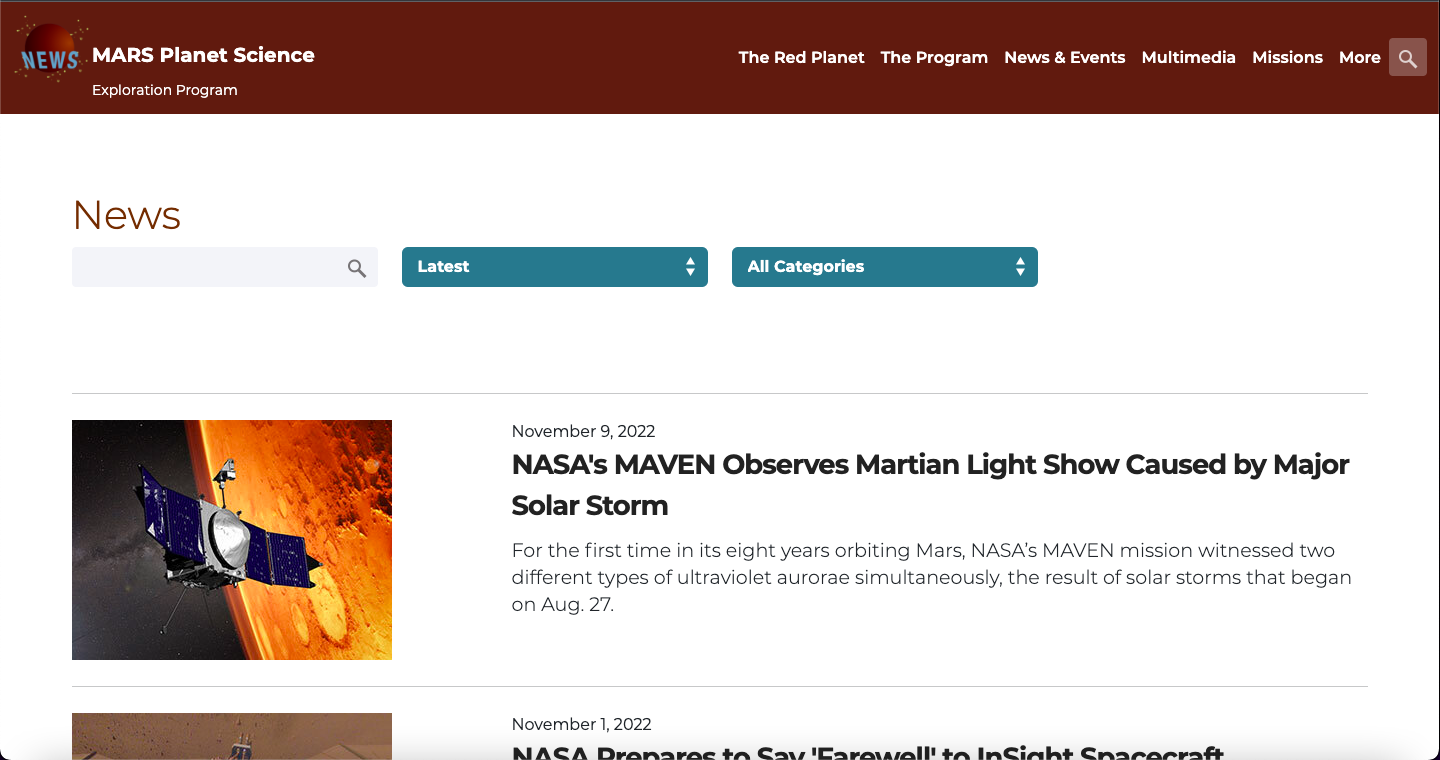 NEWS
MARS Planet Science
Exploration Program
The Red Planet The Program News & Events Multimedia Missions More
News
Latest
All Categories
November 9, 2022
NASA's MAVEN Observes Martian Light Show Caused by Major
Solar Storm
For the first time in its eight years orbiting Mars, NASA’s MAVEN mission witnessed two
different types of ultraviolet aurorae simultaneously, the result of solar storms that began
on Aug. 27.
November 1, 2022
NASA Prepares to Say 'Farewell' to InSight Spacecraft